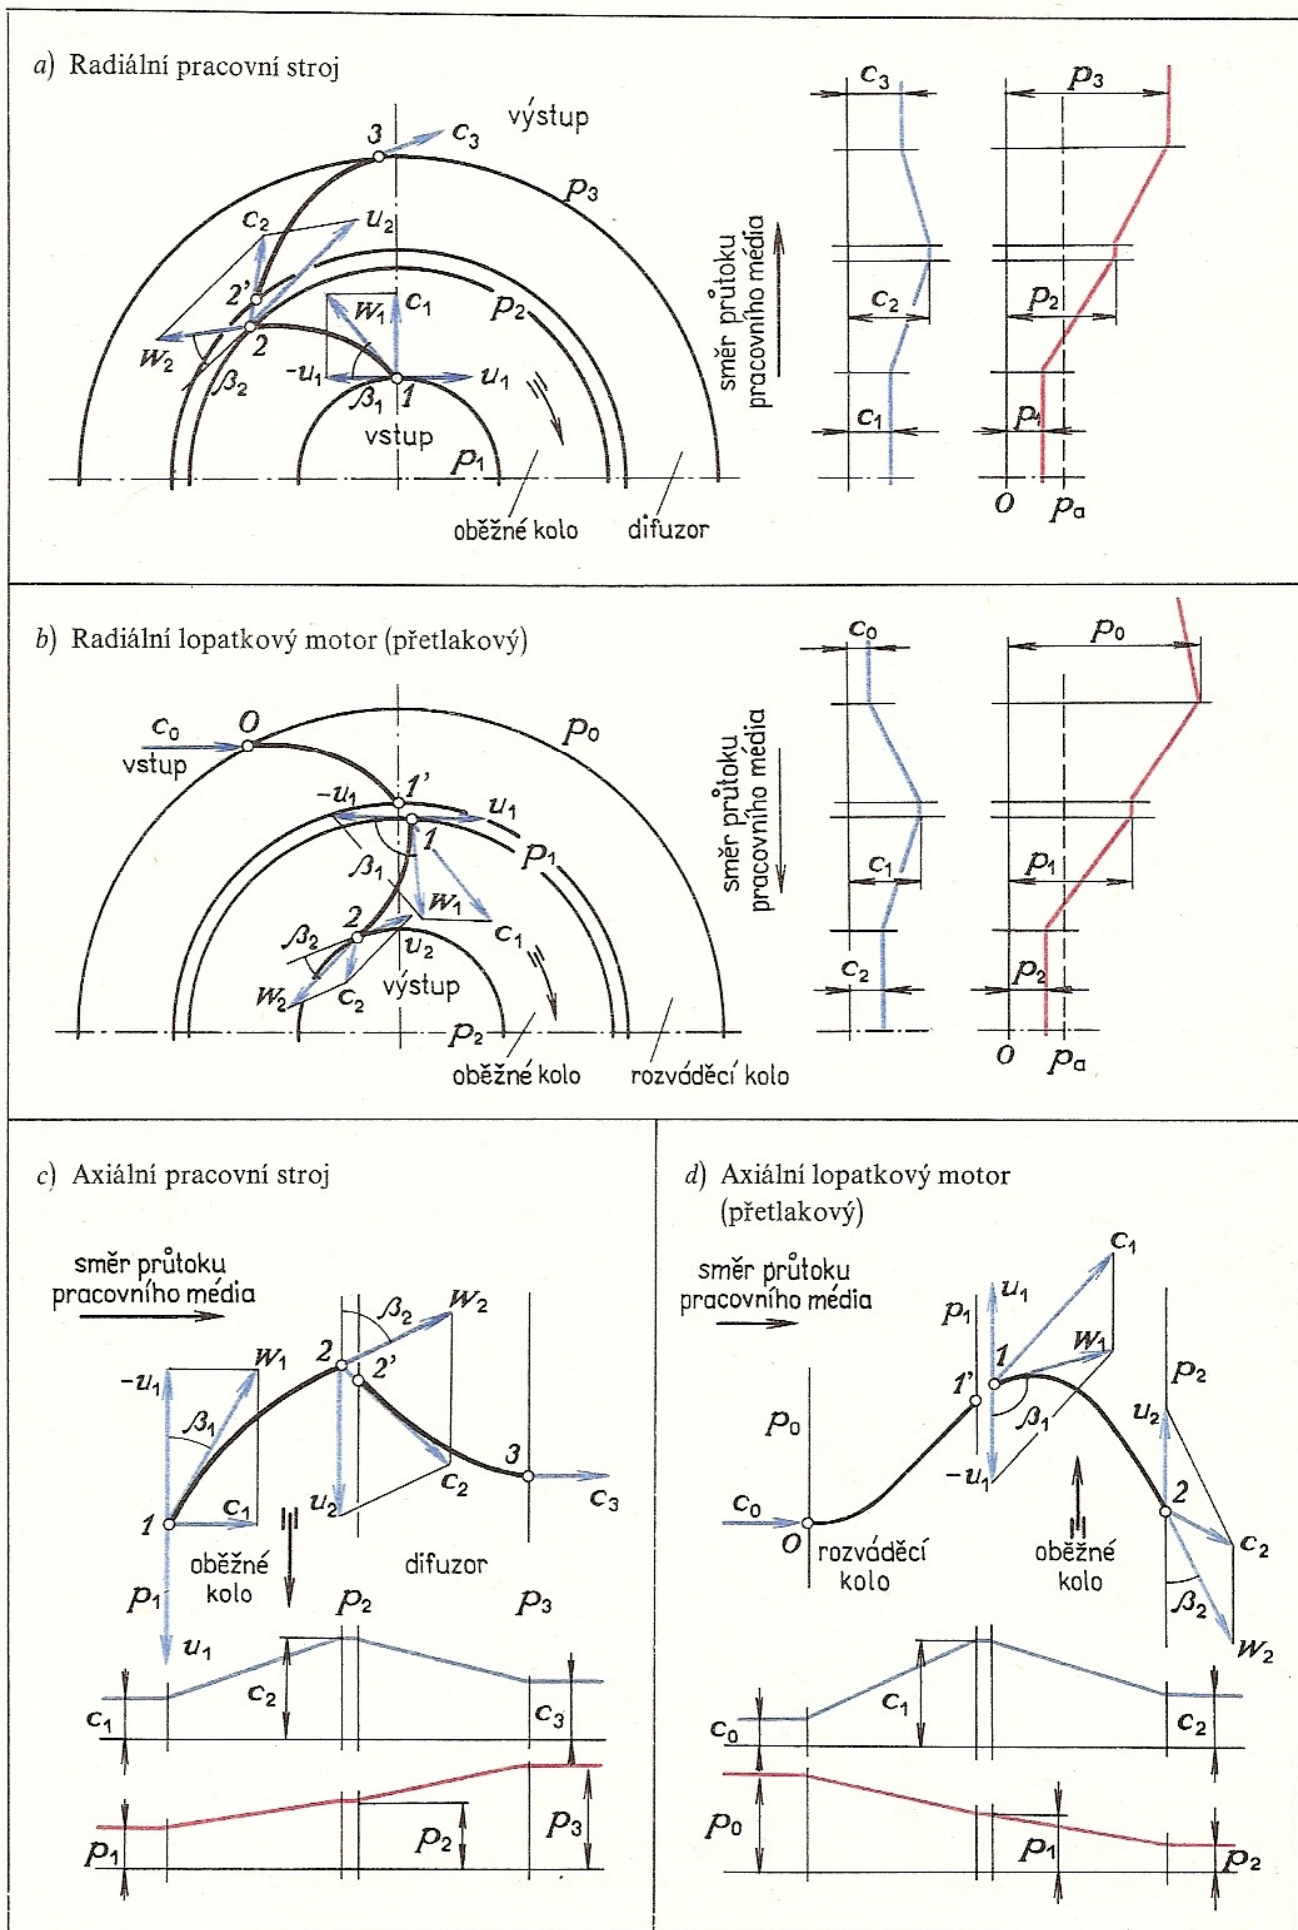 a) Radiální pracovní stroj
3
c₃
výstup
p₃
c₂
u₂
2'
2
w₂
β₂
w₁
c₁
p₂
-u₁
u₁
β₁
1
vstup
p₁
oběžné kolo
difuzor
směr průtoku
pracovního média
c₃
c₂
c₁
p₃
p₂
p₁
0
pₐ
b) Radiální lopatkový motor (přetlakový)
c₀
0
vstup
p₀
1'
-u₁
u₁
1
β₁
p₁
w₁
c₁
2
β₂
u₂
w₂
c₂
výstup
p₂
oběžné kolo
rozváděcí kolo
směr průtoku
pracovního média
c₀
c₁
c₂
p₀
p₁
p₂
0
pₐ
c) Axiální pracovní stroj
směr průtoku
pracovního média
β₂
w₂
2
2'
-u₁
w₁
β₁
3
c₁
u₂
c₂
c₃
1
oběžné
kolo
difuzor
p₁
p₂
p₃
u₁
c₁
c₂
c₃
p₁
p₂
p₃
d) Axiální lopatkový motor
(přetlakový)
směr průtoku
pracovního média
c₁
p₁
u₁
1
w₁
1'
p₂
p₀
β₁
u₂
-u₁
2
c₀
0
rozváděcí
kolo
oběžné
kolo
c₂
β₂
w₂
c₀
c₁
c₂
p₀
p₁
p₂